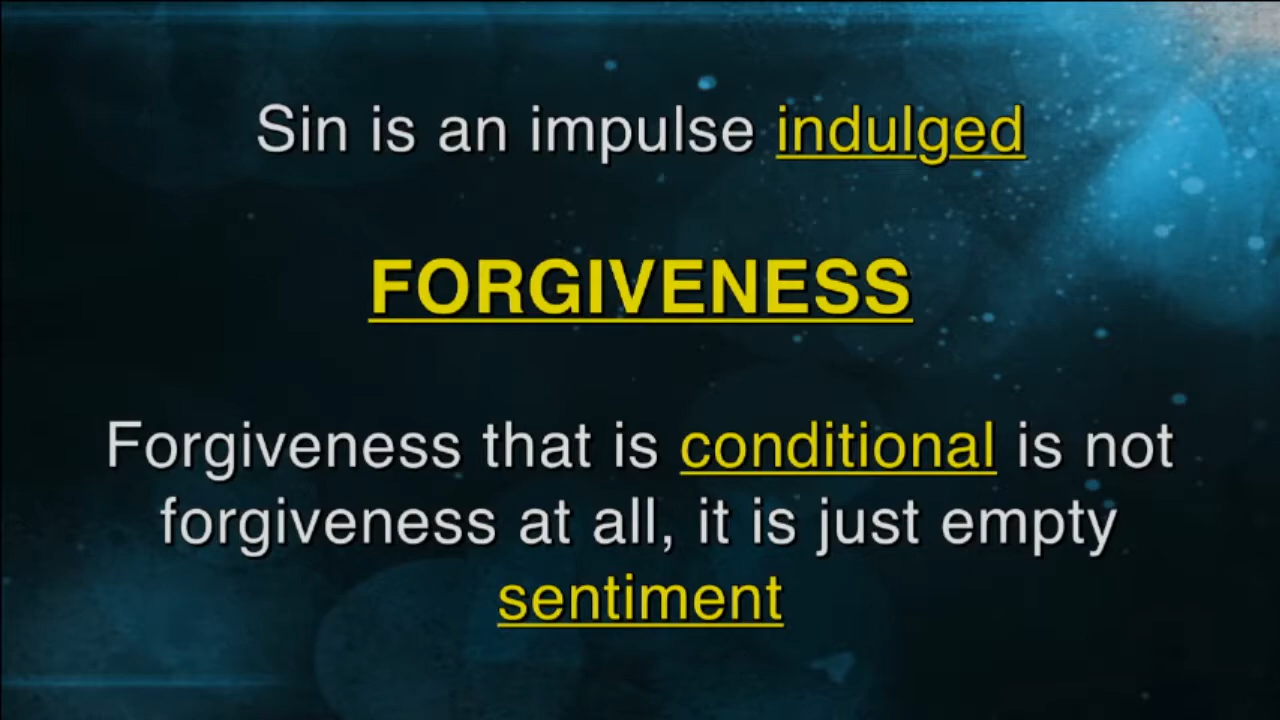 Sin is an impulse indulged
FORGIVENESS
Forgiveness that is conditional is not
forgiveness at all, it is just empty
sentiment